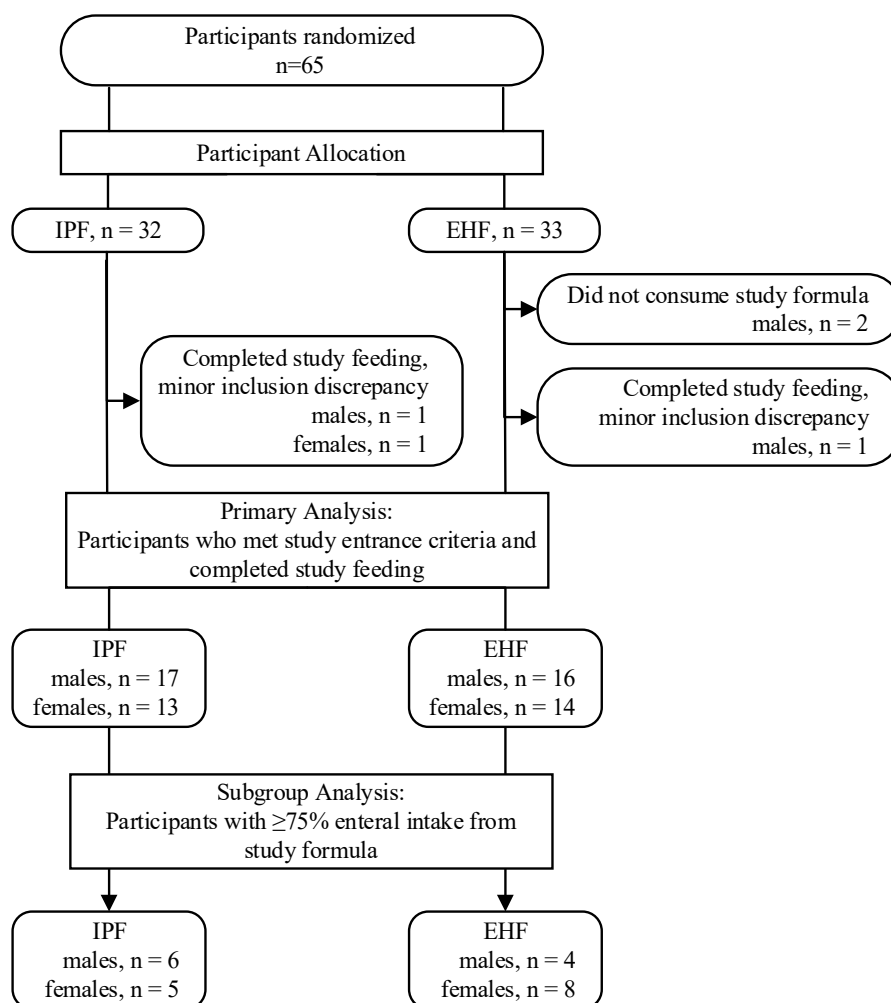 Participants randomized
n=65
Participant Allocation
IPF, n = 32
EHF, n = 33
Did not consume study formula
males, n = 2
Completed study feeding,
minor inclusion discrepancy
males, n = 1
females, n = 1
Completed study feeding,
minor inclusion discrepancy
males, n = 1
Primary Analysis:
Participants who met study entrance criteria and
completed study feeding
IPF
males, n = 17
females, n = 13
EHF
males, n = 16
females, n = 14
Subgroup Analysis:
Participants with ≥75% enteral intake from
study formula
IPF
males, n = 6
females, n = 5
EHF
males, n = 4
females, n = 8